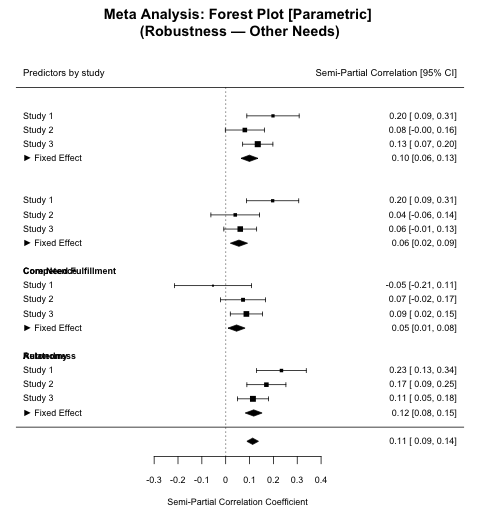 Meta Analysis: Forest Plot [Parametric]
(Robustness — Other Needs)
Predictors by study Semi-Partial Correlation [95% CI]
Study 1 0.20 [ 0.09, 0.31]
Study 2 0.08 [-0.00, 0.16]
Study 3 0.13 [ 0.07, 0.20]
► Fixed Effect 0.10 [0.06, 0.13]
Study 1 0.20 [ 0.09, 0.31]
Study 2 0.04 [-0.06, 0.14]
Study 3 0.06 [-0.01, 0.13]
► Fixed Effect 0.06 [0.02, 0.09]
Fulfillment
Study 1 -0.05 [-0.21, 0.11]
Study 2 0.07 [-0.02, 0.17]
Study 3 0.09 [ 0.02, 0.15]
► Fixed Effect 0.05 [0.01, 0.08]
Study 1 0.23 [ 0.13, 0.34]
Study 2 0.17 [ 0.09, 0.25]
Study 3 0.11 [ 0.05, 0.18]
► Fixed Effect 0.12 [0.08, 0.15]
0.11 [ 0.09, 0.14]
-0.3 -0.2 -0.1 0 0.1 0.2 0.3 0.4
Semi-Partial Correlation Coefficient